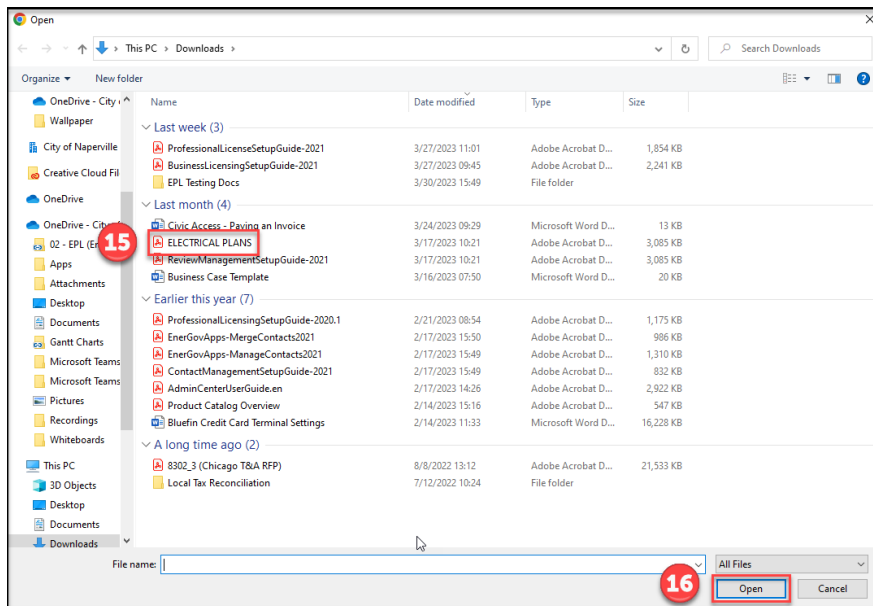 Open
This PC > Downloads >
Search Downloads
Organize
New folder
Name
Date modified
Type
Size
OneDrive - City
Wallpaper
City of Naperville
Creative Cloud Fil
OneDrive
OneDrive - City
02 - EPL (En
Apps
Attachments
Desktop
Documents
Gantt Charts
Microsoft Teams
Microsoft Teams
Pictures
Recordings
Whiteboards
This PC
3D Objects
Desktop
Documents
Downloads
Last week (3)
ProfessionalLicenseSetupGuide-2021 3/27/2023 11:01 Adobe Acrobat D... 1,854 KB
BusinessLicensingSetupGuide-2021 3/27/2023 09:45 Adobe Acrobat D... 2,241 KB
EPL Testing Docs 3/30/2023 15:49 File folder
Last month (4)
Civic Access - Paying an Invoice 3/24/2023 09:29 Microsoft Word D... 13 KB
15
ELECTRICAL PLANS 3/17/2023 10:21 Adobe Acrobat D... 3,085 KB
ReviewManagementSetupGuide-2021 3/17/2023 10:21 Adobe Acrobat D... 3,085 KB
Business Case Template 3/16/2023 07:50 Microsoft Word D... 20 KB
Earlier this year (7)
ProfessionalLicensingSetupGuide-2020.1 2/21/2023 08:54 Adobe Acrobat D... 1,175 KB
EnerGovApps-MergeContacts2021 2/17/2023 15:50 Adobe Acrobat D... 986 KB
EnerGovApps-ManageContacts2021 2/17/2023 15:49 Adobe Acrobat D... 1,310 KB
ContactManagementSetupGuide-2021 2/17/2023 15:49 Adobe Acrobat D... 832 KB
AdminCenterUserGuide.en 2/17/2023 14:26 Adobe Acrobat D... 2,922 KB
Product Catalog Overview 2/14/2023 15:16 Adobe Acrobat D... 547 KB
Bluefin Credit Card Terminal Settings 2/14/2023 11:33 Microsoft Word D... 16,228 KB
A long time ago (2)
8302_3 (Chicago T&A RFP) 8/8/2022 13:12 Adobe Acrobat D... 21,533 KB
Local Tax Reconciliation 7/12/2022 10:24 File folder
File name:
All Files
16
Open
Cancel